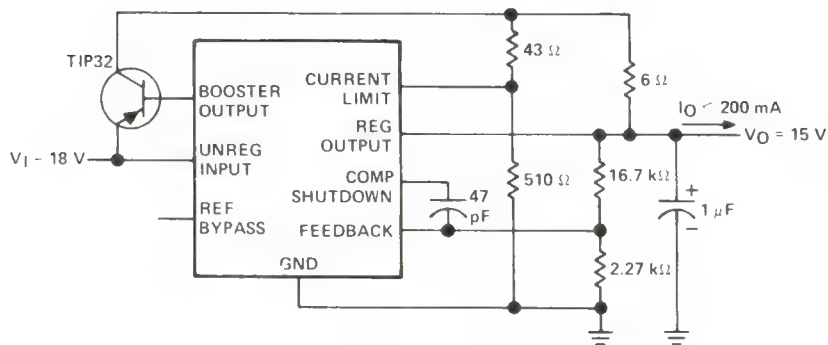 TIP32
43 Ω
BOOSTER
OUTPUT
CURRENT
LIMIT
6 Ω
IO < 200 mA
REG
OUTPUT
VO = 15 V
VI - 18 V
UNREG
INPUT
COMP
SHUTDOWN
510 Ω
16.7 kΩ
47
pF
+
1 μF
-
REF
BYPASS
FEEDBACK
2.27 kΩ
GND